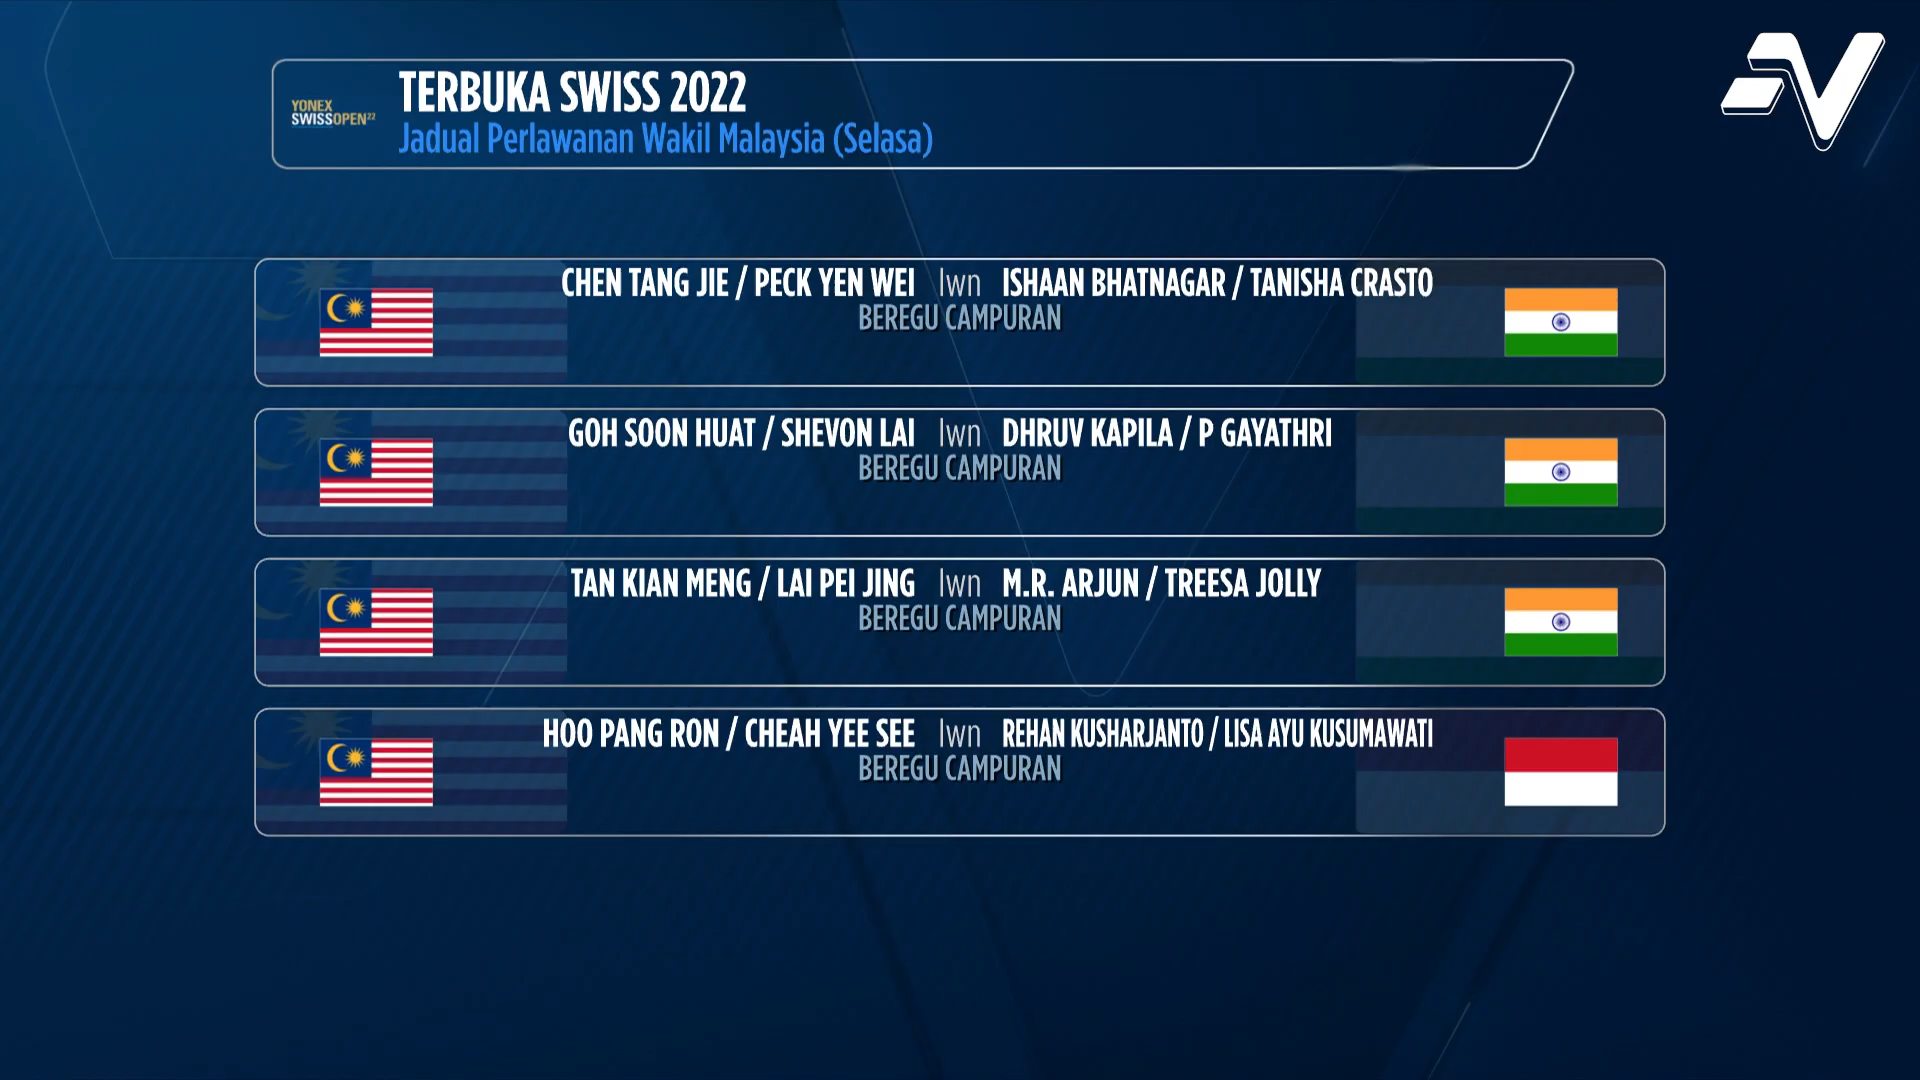 YONEX
SWISSOPEN22
TERBUKA SWISS 2022
Jadual Perlawanan Wakil Malaysia (Selasa)
CHEN TANG JIE / PECK YEN WEI lwn ISHAAN BHATNAGAR / TANISHA CRASTO
BEREGU CAMPURAN
GOH SOON HUAT / SHEVON LAI lwn DHRUV KAPILA / P GAYATHRI
BEREGU CAMPURAN
TAN KIAN MENG / LAI PEI JING lwn M.R. ARJUN / TREESA JOLLY
BEREGU CAMPURAN
HOO PANG RON / CHEAH YEE SEE lwn REHAN KUSHARJANTO / LISA AYU KUSUMAWATI
BEREGU CAMPURAN